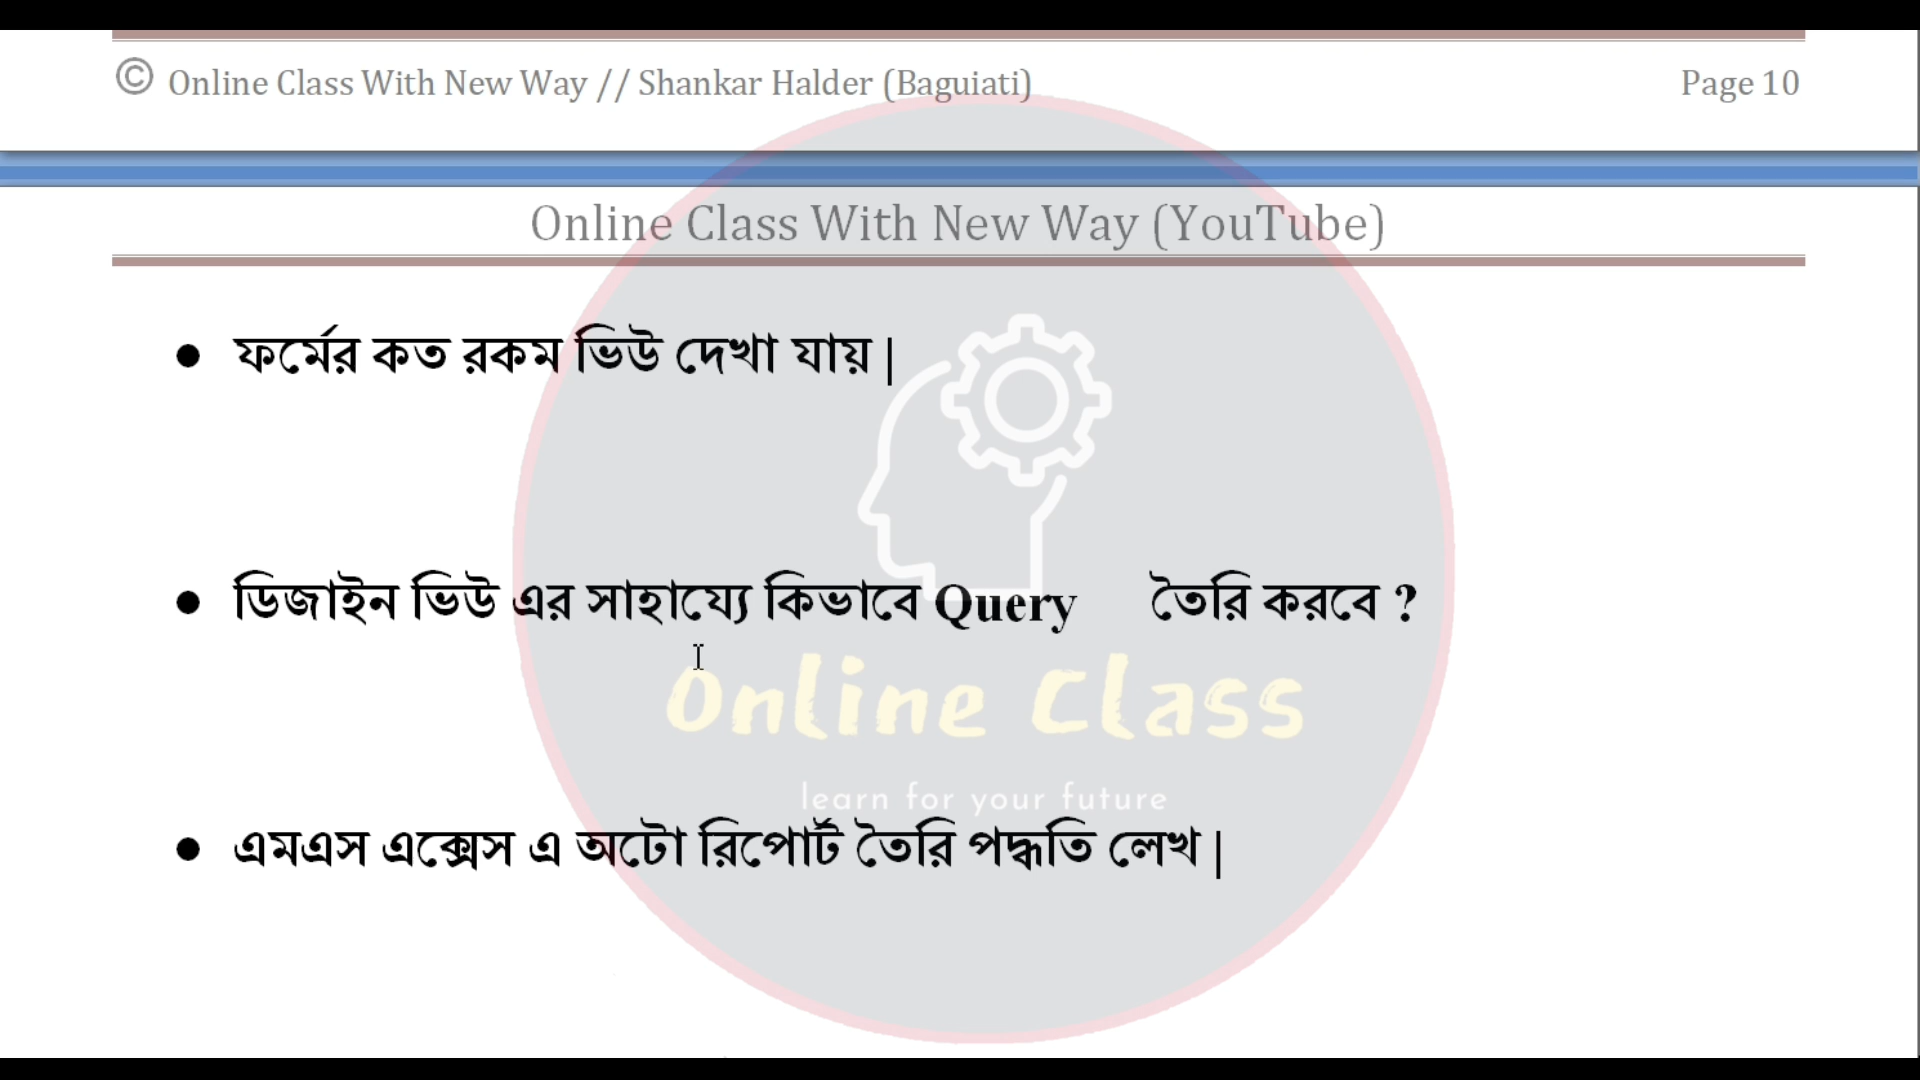 © Online Class With New Way // Shankar Halder (Baguiati) Page 10
Online Class With New Way (YouTube)
● ফর্মের কত রকম ভিউ দেখা যায়|
● ডিজাইন ভিউ এর সাহায্যে কিভাবে Query তৈরি করবে ?
Online Class
learn for your future
● এমএস এক্সেস এ অটো রিপোর্ট তৈরি পদ্ধতি লেখ|